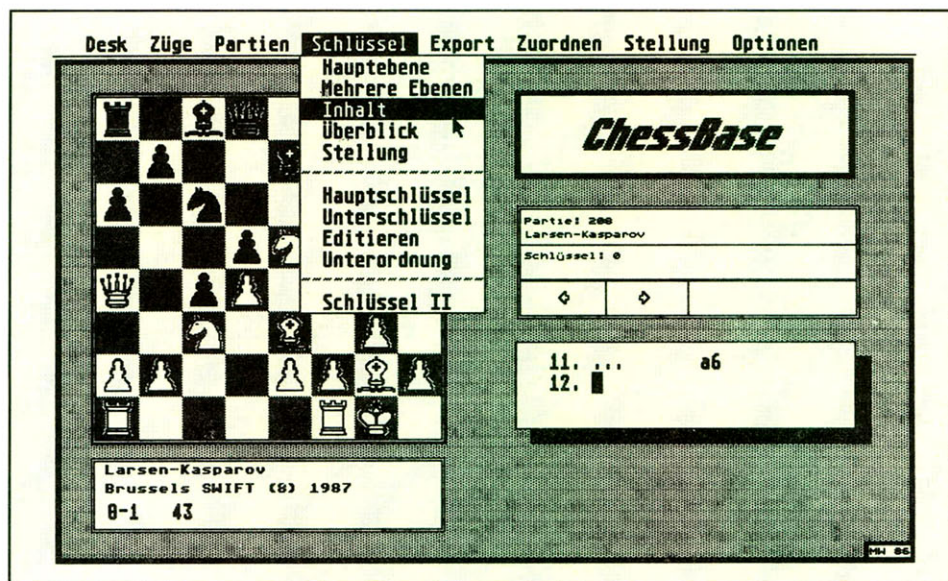 Desk Züge Partien Schlüssel Export Zuordnen Stellung Optionen
Hauptebene
Mehrere Ebenen
Inhalt
Überblick
Stellung
Hauptschlüssel
Unterschlüssel
Editieren
Unterordnung
Schlüssel II
ChessBase
Partie: 208
Larsen-Kasparov
Schlüssel: 0
11. ... a6
12.
Larsen-Kasparov
Brussels SWIFT (8) 1987
0-1 43
MW 86